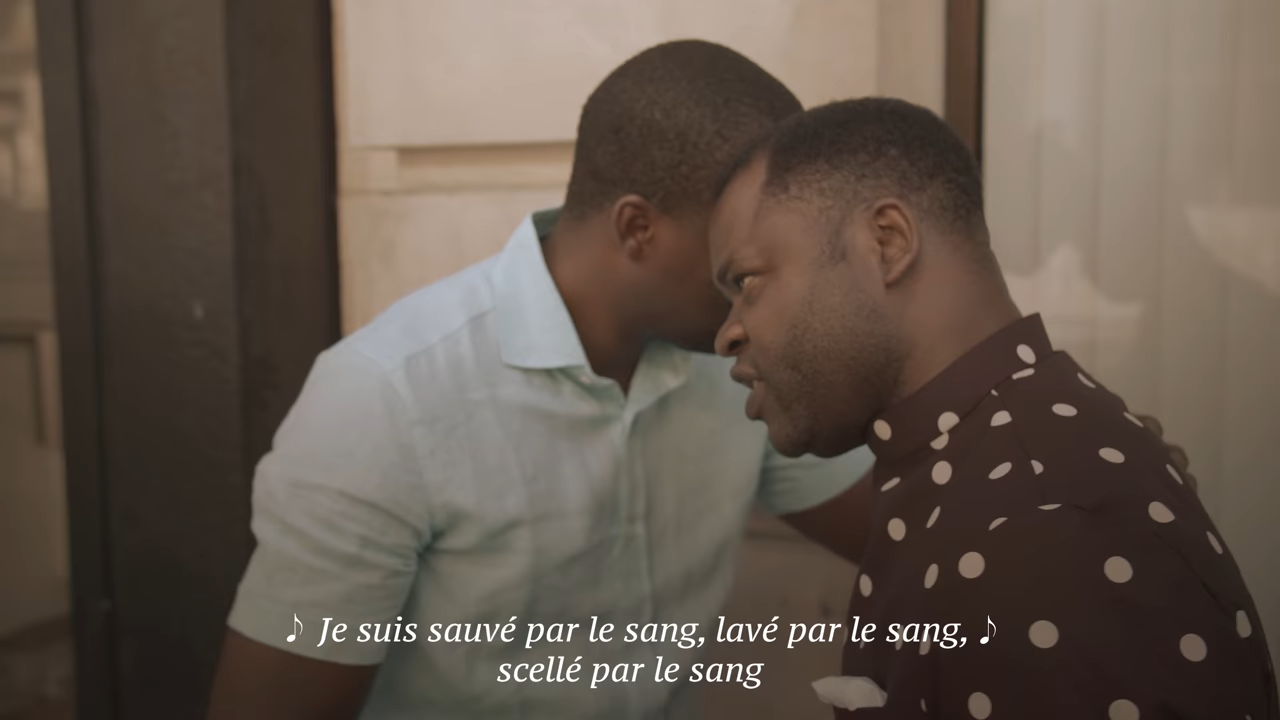 ♪ Je suis sauvé par le sang, lavé par le sang, ♪
scellé par le sang